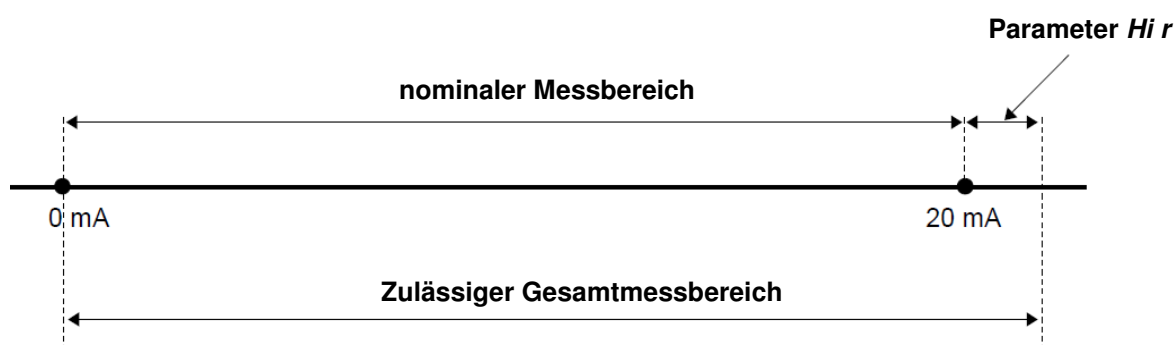 Parameter Hi r
nominaler Messbereich
0 mA
20 mA
Zulässiger Gesamtmessbereich